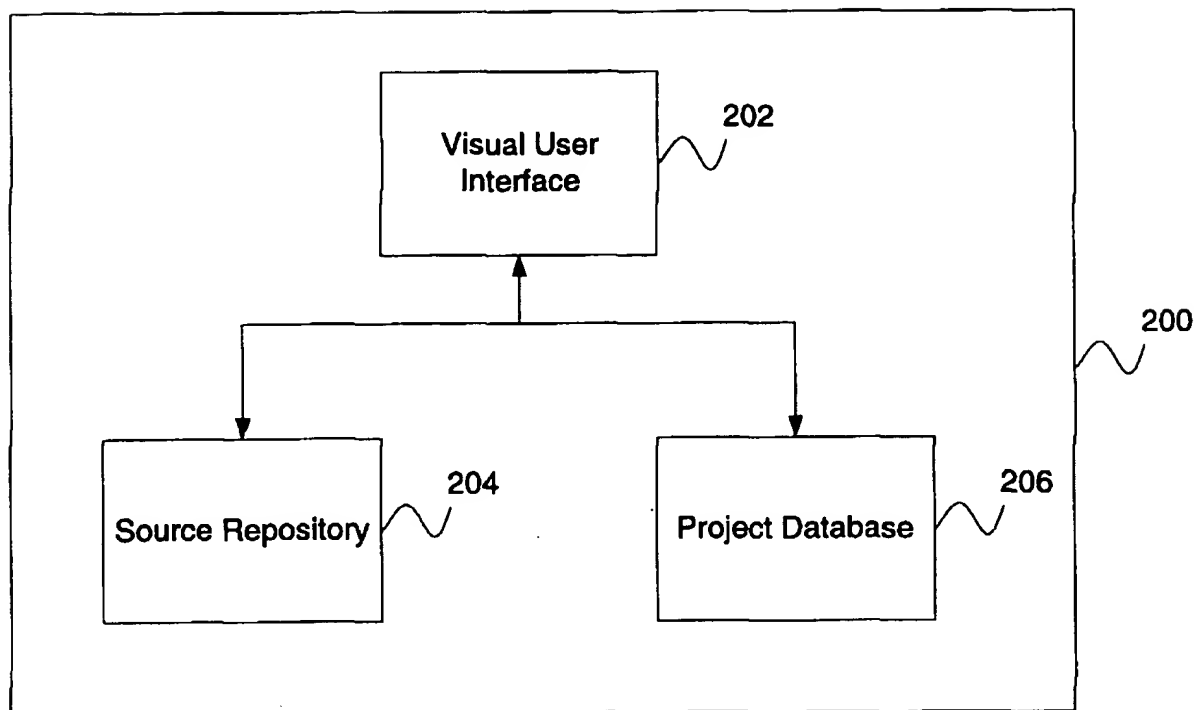 Visual User
Interface
202
200
Source Repository
204
Project Database
206